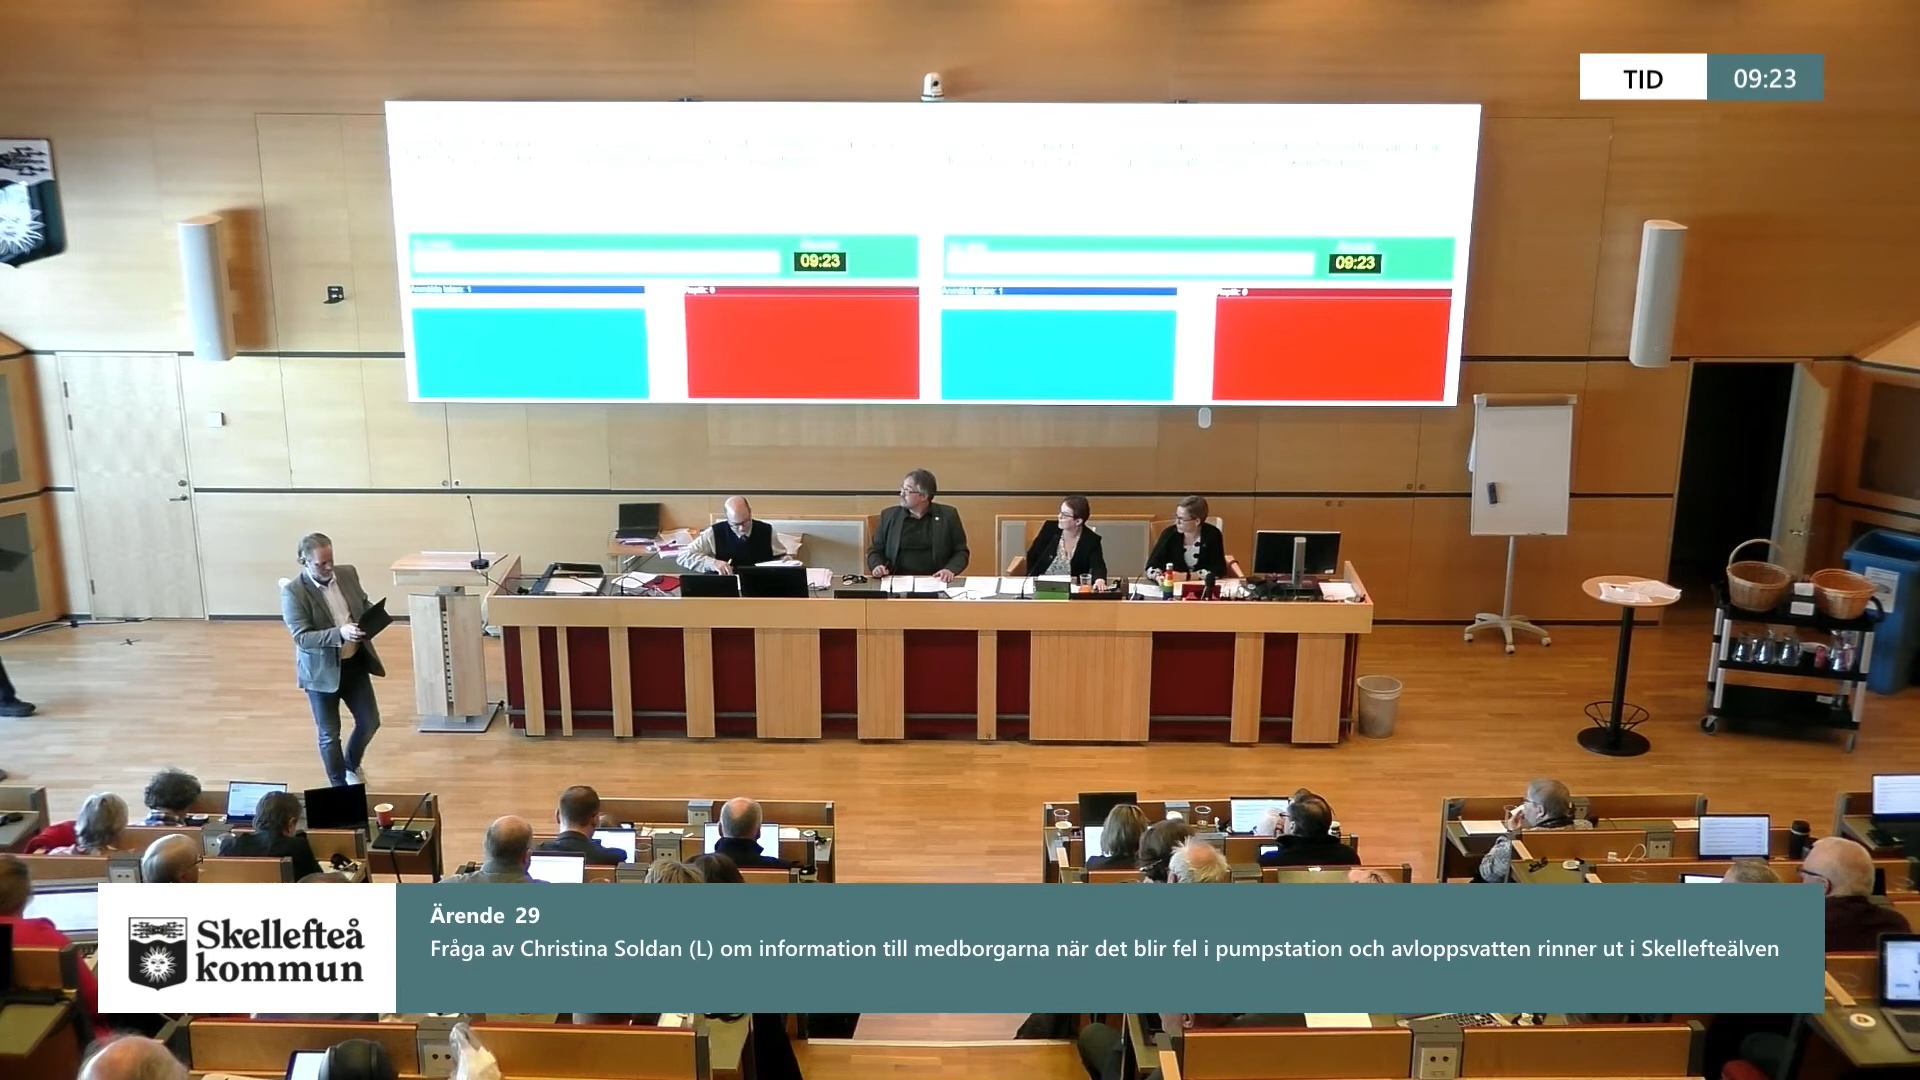 TID 09:23
09:23 09:23
Skellefteå
kommun
Ärende 29
Fråga av Christina Soldan (L) om information till medborgarna när det blir fel i pumpstation och avloppsvatten rinner ut i Skellefteälven